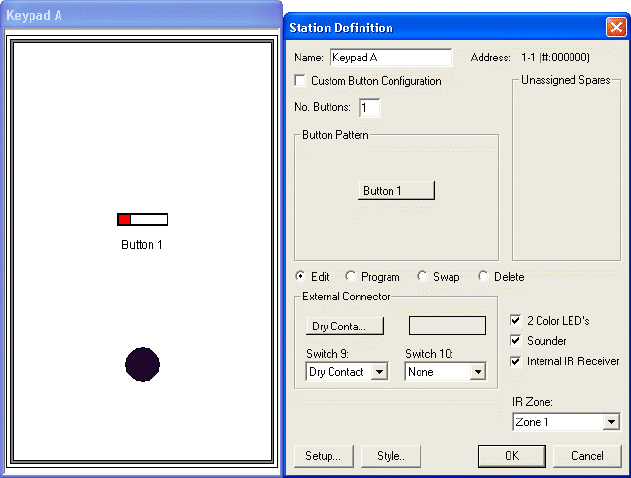 Keypad A
Button 1
Station Definition
Name: Keypad A Address: 1-1 (#:000000)
Custom Button Configuration
No. Buttons: 1
Unassigned Spares
Button Pattern
Button 1
Edit Program Swap Delete
External Connector
Dry Conta...
Switch 9: Switch 10:
Dry Contact None
2 Color LED's
Sounder
Internal IR Receiver
IR Zone:
Zone 1
Setup... Style.. OK Cancel